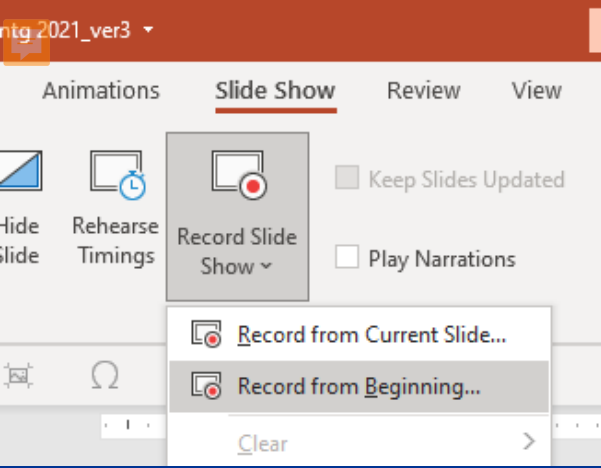 ntg 2021_ver3
Animations Slide Show Review View
Hide
Slide
Rehearse
Timings
Record Slide
Show
Keep Slides Updated
Play Narrations
Record from Current Slide...
Record from Beginning...
Clear